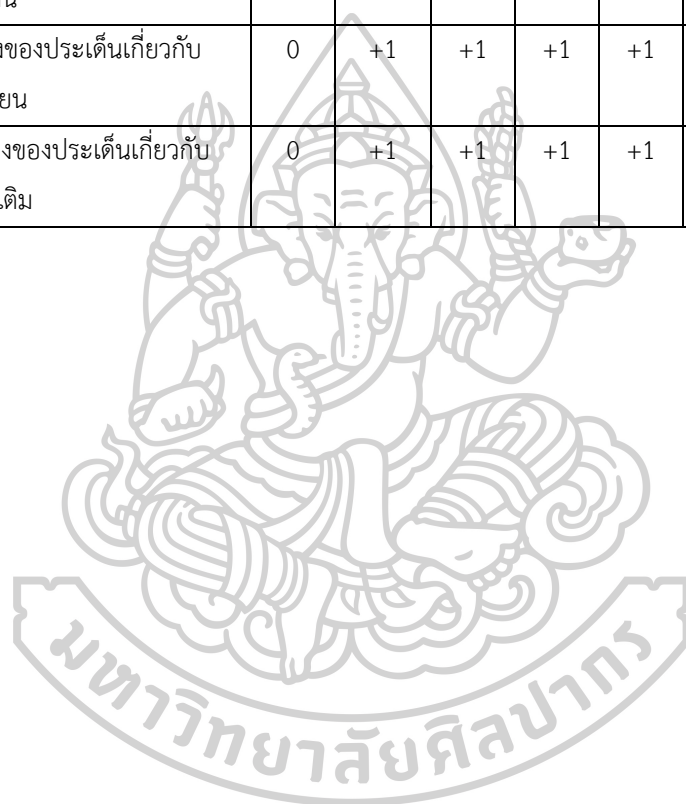 งของประเด็นเกี่ยวกับ 0 +1 +1 +1 +1
ยน
งของประเด็นเกี่ยวกับ 0 +1 +1 +1 +1
เติม
มหาวิทยาลัยศิลปากร